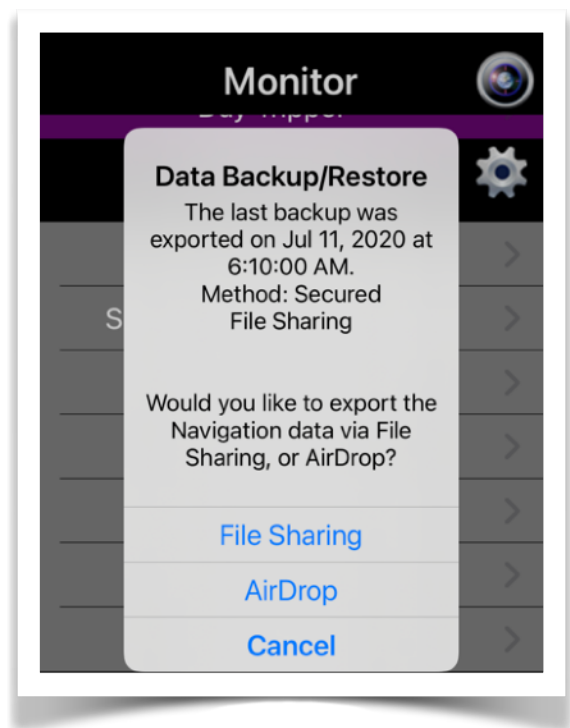 Monitor
Data Backup/Restore
The last backup was
exported on Jul 11, 2020 at
6:10:00 AM.
Method: Secured
File Sharing
S
Would you like to export the
Navigation data via File
Sharing, or AirDrop?
File Sharing
AirDrop
Cancel